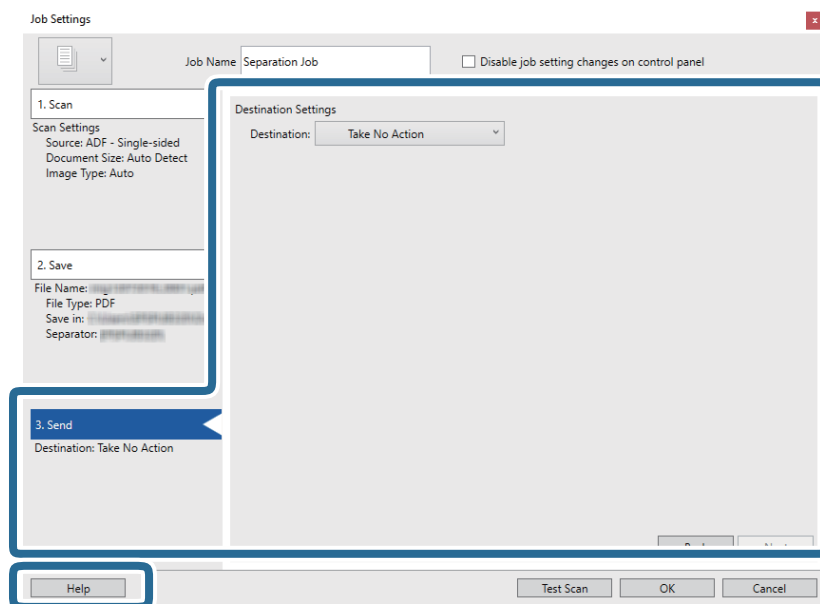 Job Settings
x
Job Name Separation Job
Disable job setting changes on control panel
1. Scan
Scan Settings
Source: ADF - Single-sided
Document Size: Auto Detect
Image Type: Auto
2. Save
File Name:
File Type: PDF
Save in:
Separator:
3. Send
Destination: Take No Action
Destination Settings
Destination: Take No Action
Help
Test Scan
OK
Cancel